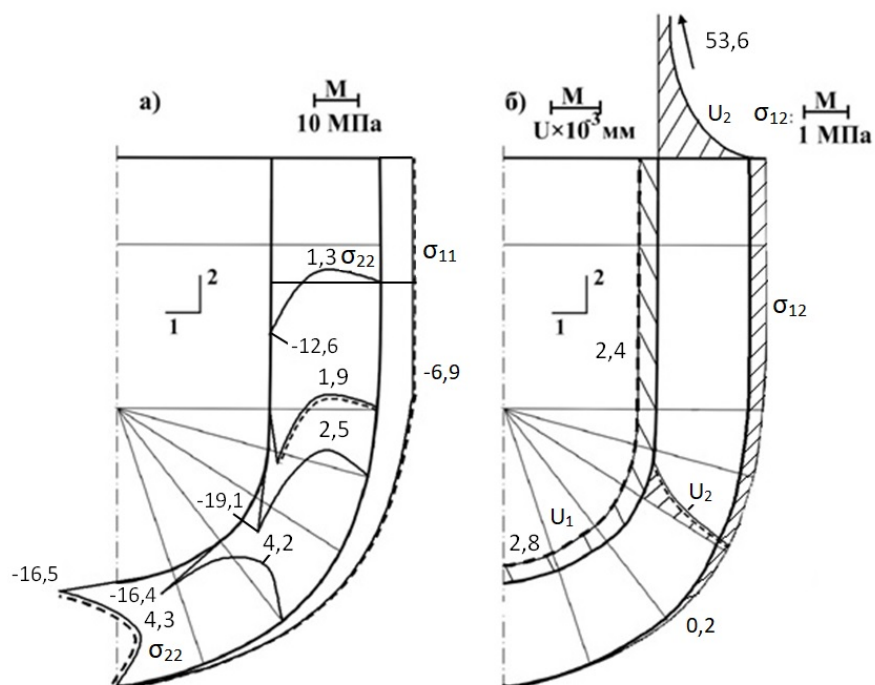 53,6
а)
М
10 МПа
б)
М
U×10⁻³мм
U₂
σ₁₂:
М
1 МПа
1,3 σ₂₂
σ₁₁
2
1
-12,6
1,9
-6,9
2,5
-19,1
4,2
-16,5
-16,4
4,3
σ₂₂
2
1
σ₁₂
2,4
U₂
U₁
2,8
0,2